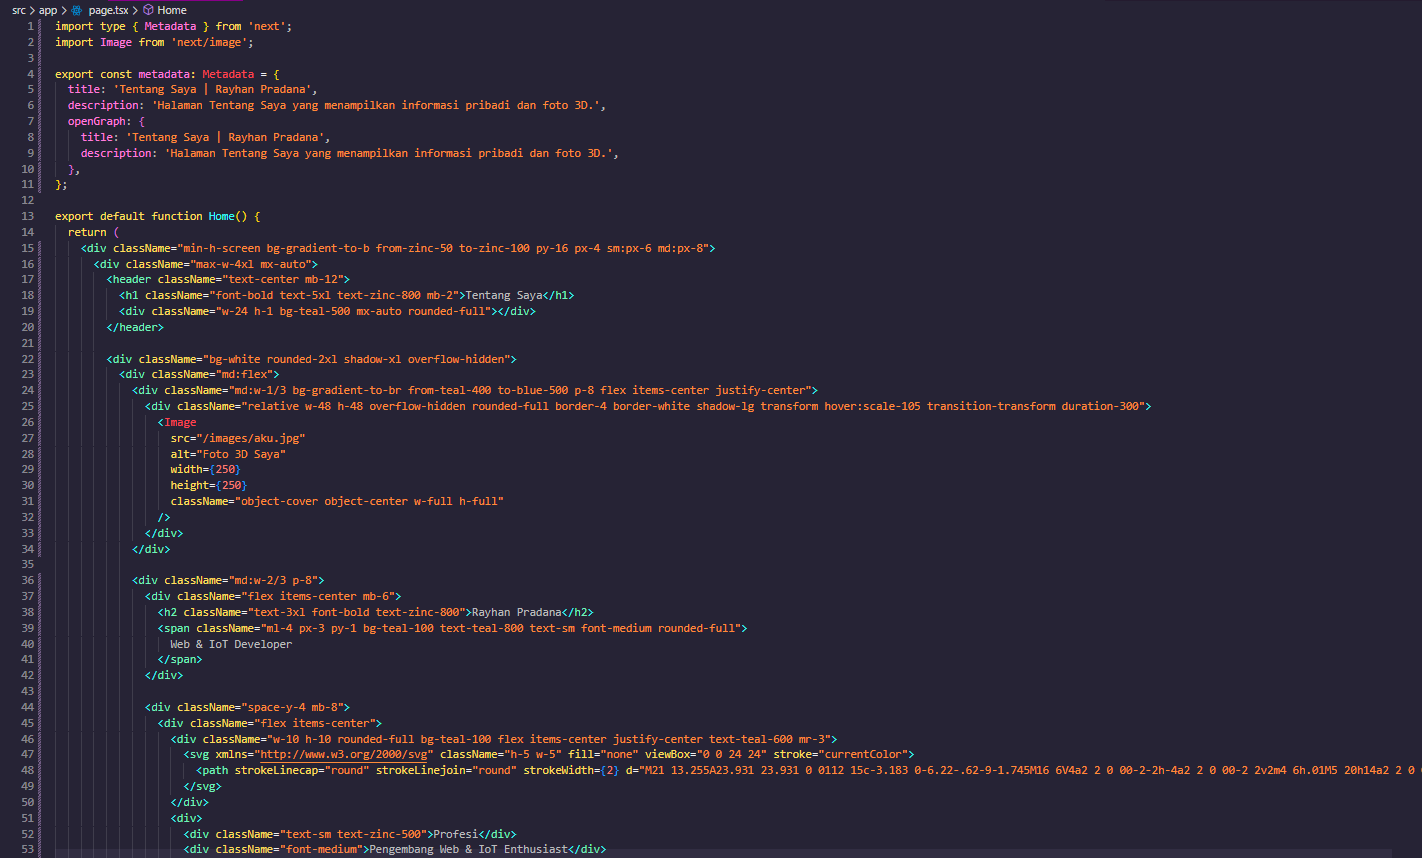 src > app > page.tsx > Home
1 import type { Metadata } from 'next';
2 import Image from 'next/image';
3
4 export const metadata: Metadata = {
5 title: 'Tentang Saya | Rayhan Pradana',
6 description: 'Halaman Tentang Saya yang menampilkan informasi pribadi dan foto 3D.',
7 openGraph: {
8 title: 'Tentang Saya | Rayhan Pradana',
9 description: 'Halaman Tentang Saya yang menampilkan informasi pribadi dan foto 3D.',
10 },
11 };
12
13 export default function Home() {
14 return (
15 <div className="min-h-screen bg-gradient-to-b from-zinc-50 to-zinc-100 py-16 px-4 sm:px-6 md:px-8">
16 <div className="max-w-4xl mx-auto">
17 <header className="text-center mb-12">
18 <h1 className="font-bold text-5xl text-zinc-800 mb-2">Tentang Saya</h1>
19 <div className="w-24 h-1 bg-teal-500 mx-auto rounded-full"></div>
20 </header>
21
22 <div className="bg-white rounded-2xl shadow-xl overflow-hidden">
23 <div className="md:flex">
24 <div className="md:w-1/3 bg-gradient-to-br from-teal-400 to-blue-500 p-8 flex items-center justify-center">
25 <div className="relative w-48 h-48 overflow-hidden rounded-full border-4 border-white shadow-lg transform hover:scale-105 transition-transform duration-300">
26 <Image
27 src="/images/aku.jpg"
28 alt="Foto 3D Saya"
29 width={250}
30 height={250}
31 className="object-cover object-center w-full h-full"
32 />
33 </div>
34 </div>
35
36 <div className="md:w-2/3 p-8">
37 <div className="flex items-center mb-6">
38 <h2 className="text-3xl font-bold text-zinc-800">Rayhan Pradana</h2>
39 <span className="ml-4 px-3 py-1 bg-teal-100 text-teal-800 text-sm font-medium rounded-full">
40 Web & IoT Developer
41 </span>
42 </div>
43
44 <div className="space-y-4 mb-8">
45 <div className="flex items-center">
46 <div className="w-10 h-10 rounded-full bg-teal-100 flex items-center justify-center text-teal-600 mr-3">
47 <svg xmlns="http://www.w3.org/2000/svg" className="h-5 w-5" fill="none" viewBox="0 0 24 24" stroke="currentColor">
48 <path strokeLinecap="round" strokeLinejoin="round" strokeWidth={2} d="M21 13.255A23.931 23.931 0 0112 15c-3.183 0-6.22-.62-9-1.745M16 6V4a2 2 0 00-2-2h-4a2 2 0 00-2 2v2m4 6h.01M5 20h14a2 2 0
49 </svg>
50 </div>
51 <div>
52 <div className="text-sm text-zinc-500">Profesi</div>
53 <div className="font-medium">Pengembang Web & IoT Enthusiast</div>